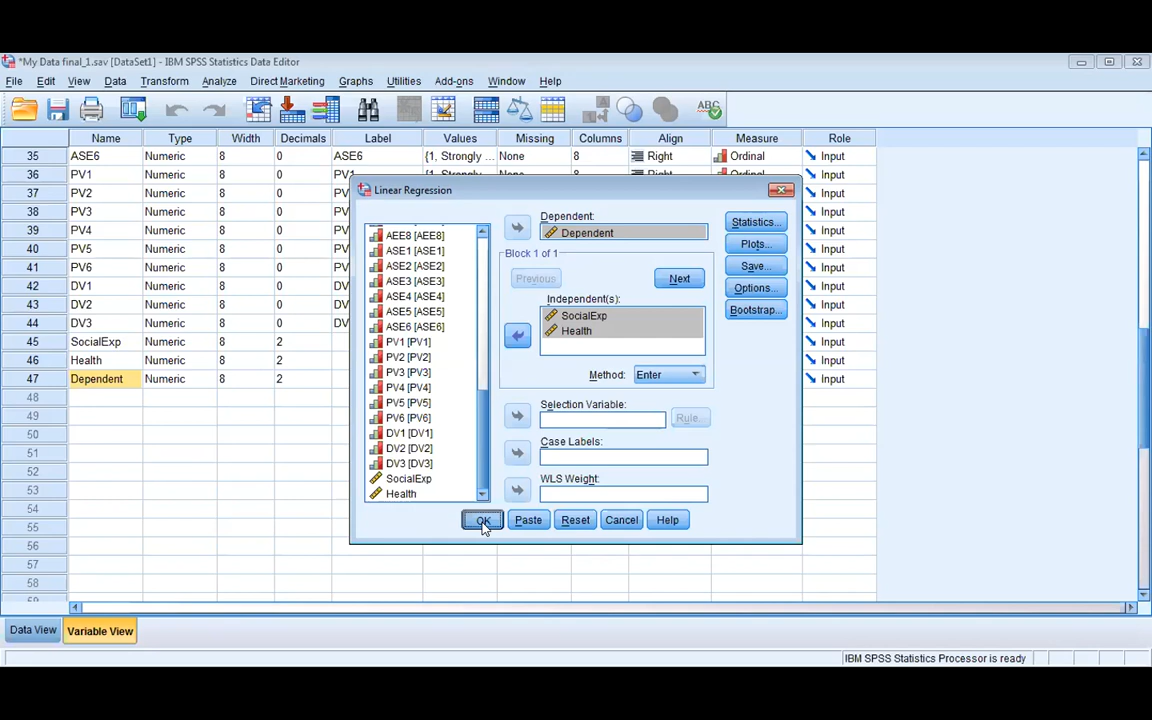 *My Data final_1.sav [DataSet1] - IBM SPSS Statistics Data Editor
File Edit View Data Transform Analyze Direct Marketing Graphs Utilities Add-ons Window Help
Name Type Width Decimals Label Values Missing Columns Align Measure Role
35 ASE6 Numeric 8 0 ASE6 {1, Strongly ... None 8 Right Ordinal Input
36 PV1 Numeric 8 0 PV1 {1, Strongly ... None 8 Right Ordinal Input
37 PV2 Numeric 8 0 PV Input
38 PV3 Numeric 8 0 PV Input
39 PV4 Numeric 8 0 PV Input
40 PV5 Numeric 8 0 PV Input
41 PV6 Numeric 8 0 PV Input
42 DV1 Numeric 8 0 DV Input
43 DV2 Numeric 8 0 DV Input
44 DV3 Numeric 8 0 DV Input
45 SocialExp Numeric 8 2 Input
46 Health Numeric 8 2 Input
47 Dependent Numeric 8 2 Input
48
49
50
51
52
53
54
55
56
57
58
Linear Regression
AEE8 [AEE8]
ASE1 [ASE1]
ASE2 [ASE2]
ASE3 [ASE3]
ASE4 [ASE4]
ASE5 [ASE5]
ASE6 [ASE6]
PV1 [PV1]
PV2 [PV2]
PV3 [PV3]
PV4 [PV4]
PV5 [PV5]
PV6 [PV6]
DV1 [DV1]
DV2 [DV2]
DV3 [DV3]
SocialExp
Health
Dependent:
Dependent
Block 1 of 1
Previous Next
Independent(s):
SocialExp
Health
Method: Enter
Selection Variable:
Rule...
Case Labels:
WLS Weight:
Statistics...
Plots...
Save...
Options...
Bootstrap...
OK Paste Reset Cancel Help
Data View Variable View
IBM SPSS Statistics Processor is ready